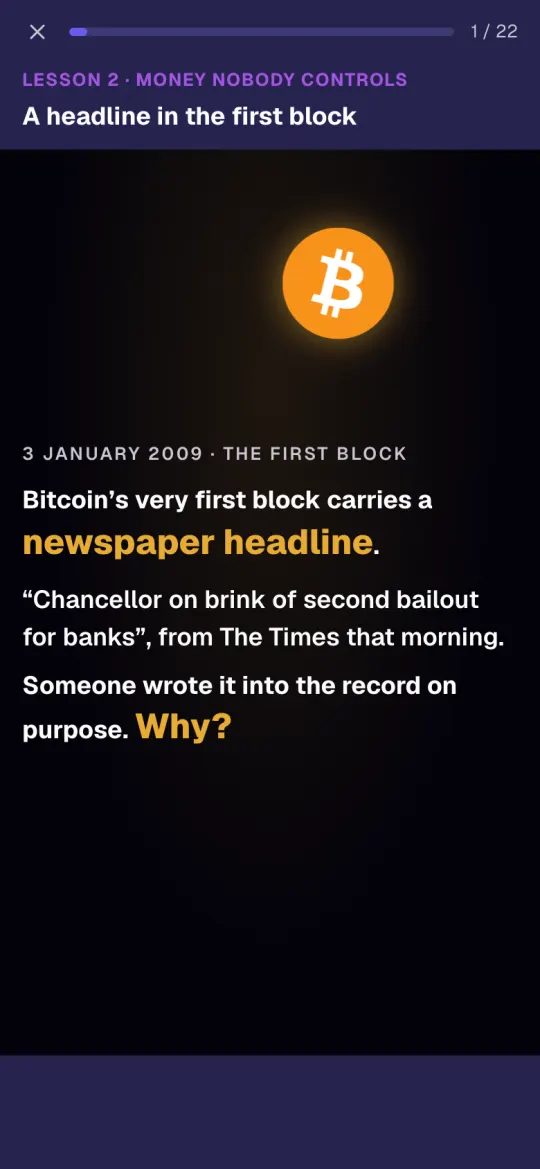 1 / 22
LESSON 2 · MONEY NOBODY CONTROLS
A headline in the first block
3 JANUARY 2009 · THE FIRST BLOCK
Bitcoin’s very first block carries a
newspaper headline.
“Chancellor on brink of second bailout
for banks”, from The Times that morning.
Someone wrote it into the record on
purpose. Why?